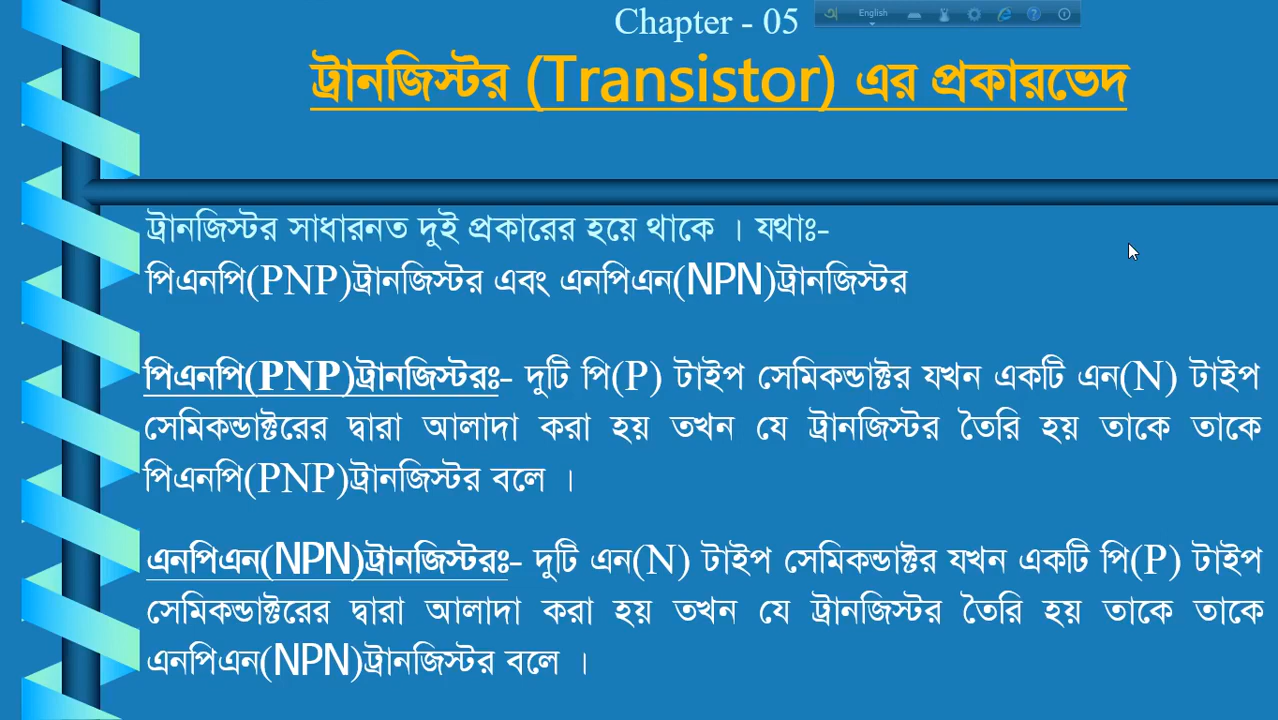 Chapter - 05
English
ট্রানজিস্টর (Transistor) এর প্রকারভেদ
ট্রানজিস্টর সাধারনত দুই প্রকারের হয়ে থাকে । যথাঃ-
পিএনপি(PNP)ট্রানজিস্টর এবং এনপিএন(NPN)ট্রানজিস্টর
পিএনপি(PNP)ট্রানজিস্টরঃ- দুটি পি(P) টাইপ সেমিকন্ডাক্টর যখন একটি এন(N) টাইপ
সেমিকন্ডাক্টরের দ্বারা আলাদা করা হয় তখন যে ট্রানজিস্টর তৈরি হয় তাকে তাকে
পিএনপি(PNP)ট্রানজিস্টর বলে ।
এনপিএন(NPN)ট্রানজিস্টরঃ- দুটি এন(N) টাইপ সেমিকন্ডাক্টর যখন একটি পি(P) টাইপ
সেমিকন্ডাক্টরের দ্বারা আলাদা করা হয় তখন যে ট্রানজিস্টর তৈরি হয় তাকে তাকে
এনপিএন(NPN)ট্রানজিস্টর বলে ।